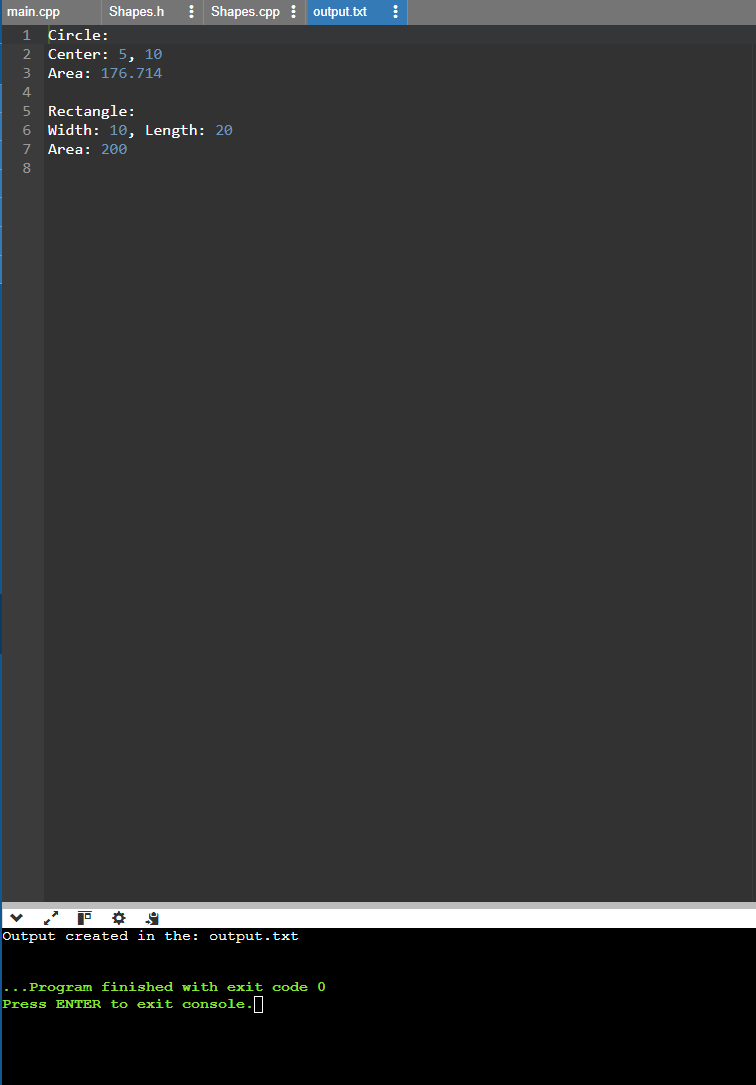 main.cpp Shapes.h Shapes.cpp output.txt
1 Circle:
2 Center: 5, 10
3 Area: 176.714
4
5 Rectangle:
6 Width: 10, Length: 20
7 Area: 200
8
Output created in the: output.txt
...Program finished with exit code 0
Press ENTER to exit console.